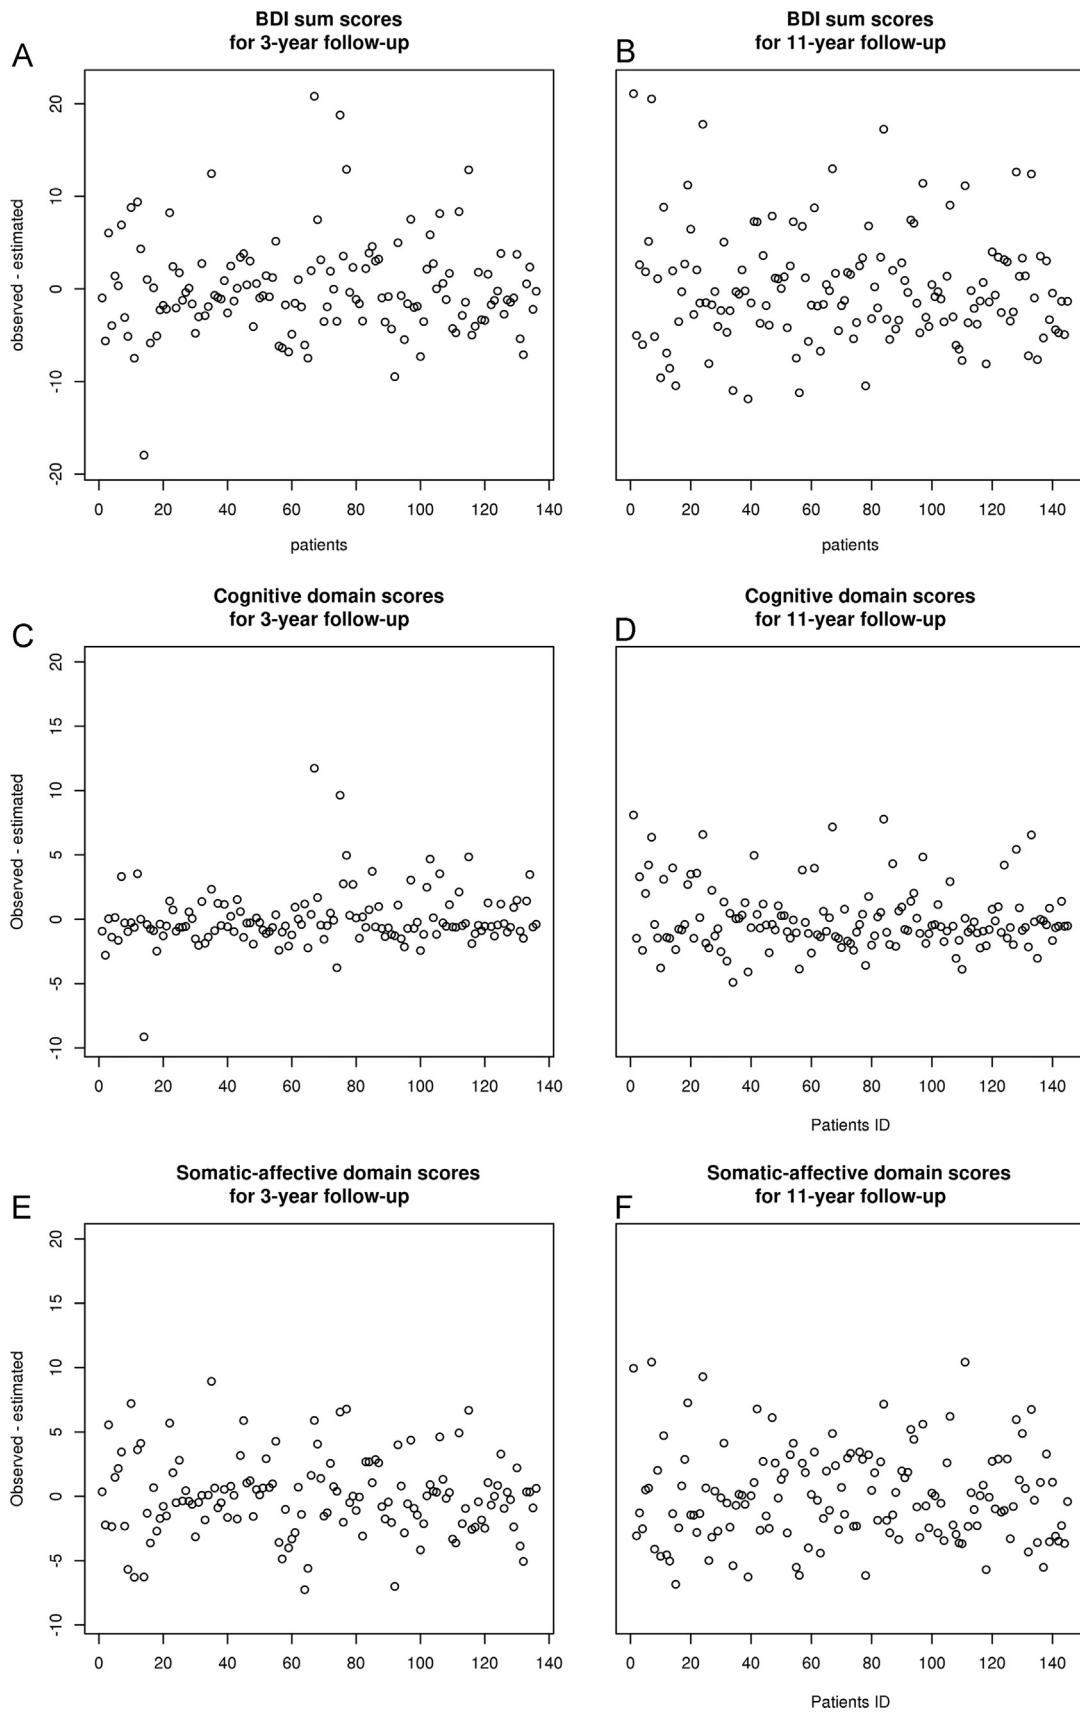 A
BDI sum scores
for 3-year follow-up
observed - estimated
20
10
0
-10
-20
0 20 40 60 80 100 120 140
patients
B
BDI sum scores
for 11-year follow-up
0 20 40 60 80 100 120 140
patients
C
Cognitive domain scores
for 3-year follow-up
Observed - estimated
20
15
10
5
0
-5
-10
0 20 40 60 80 100 120 140
D
Cognitive domain scores
for 11-year follow-up
0 20 40 60 80 100 120 140
Patients ID
E
Somatic-affective domain scores
for 3-year follow-up
Observed - estimated
20
15
10
5
0
-5
-10
0 20 40 60 80 100 120 140
F
Somatic-affective domain scores
for 11-year follow-up
0 20 40 60 80 100 120 140
Patients ID